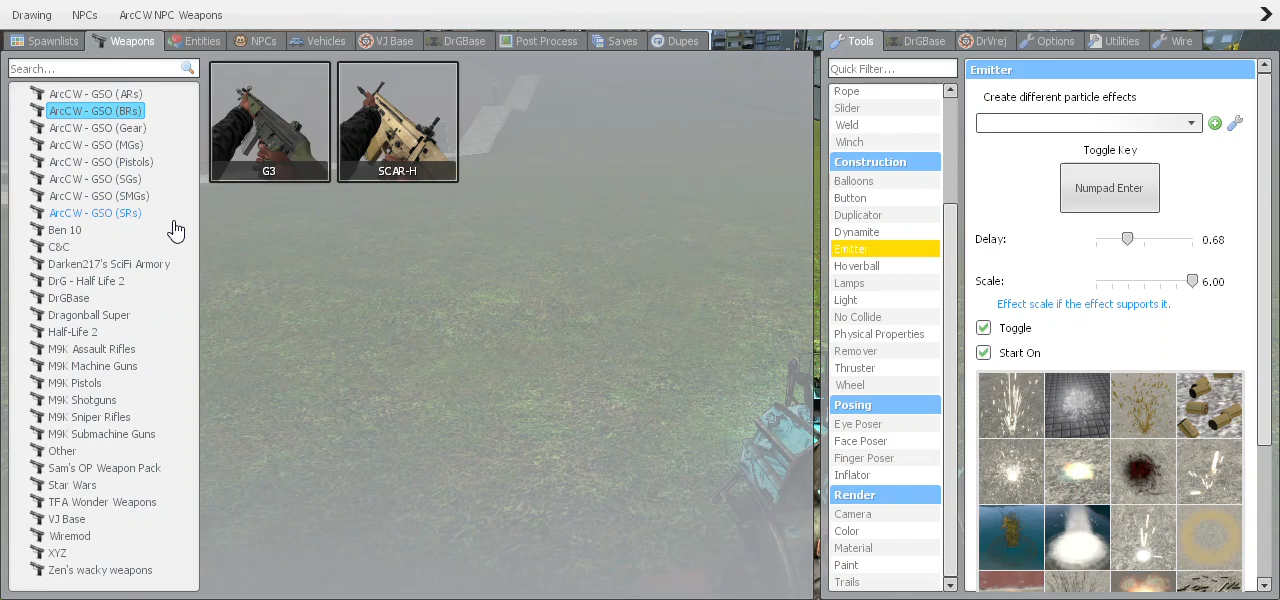 Drawing NPCs ArcCW NPC Weapons
Spawnlists Weapons Entities NPCs Vehicles VJ Base DrGBase Post Process Saves Dupes
Search...
ArcCW - GSO (ARs)
ArcCW - GSO (BRs)
ArcCW - GSO (Gear)
ArcCW - GSO (MGs)
ArcCW - GSO (Pistols)
ArcCW - GSO (SGs)
ArcCW - GSO (SMGs)
ArcCW - GSO (SRs)
Ben 10
C&C
Darken217's SciFi Armory
DrG - Half Life 2
DrGBase
Dragonball Super
Half-Life 2
M9K Assault Rifles
M9K Machine Guns
M9K Pistols
M9K Shotguns
M9K Sniper Rifles
M9K Submachine Guns
Other
Sam's OP Weapon Pack
Star Wars
TFA Wonder Weapons
VJ Base
Wiremod
XYZ
Zen's wacky weapons
G3 SCAR-H
Tools DrGBase DrVrej Options Utilities Wire
Quick Filter...
Rope
Slider
Weld
Winch
Construction
Balloons
Button
Duplicator
Dynamite
Emitter
Hoverball
Lamps
Light
No Collide
Physical Properties
Remover
Thruster
Wheel
Posing
Eye Poser
Face Poser
Finger Poser
Inflator
Render
Camera
Color
Material
Paint
Trails
Emitter
Create different particle effects
Toggle Key
Numpad Enter
Delay: 0.68
Scale: 6.00
Effect scale if the effect supports it.
Toggle
Start On